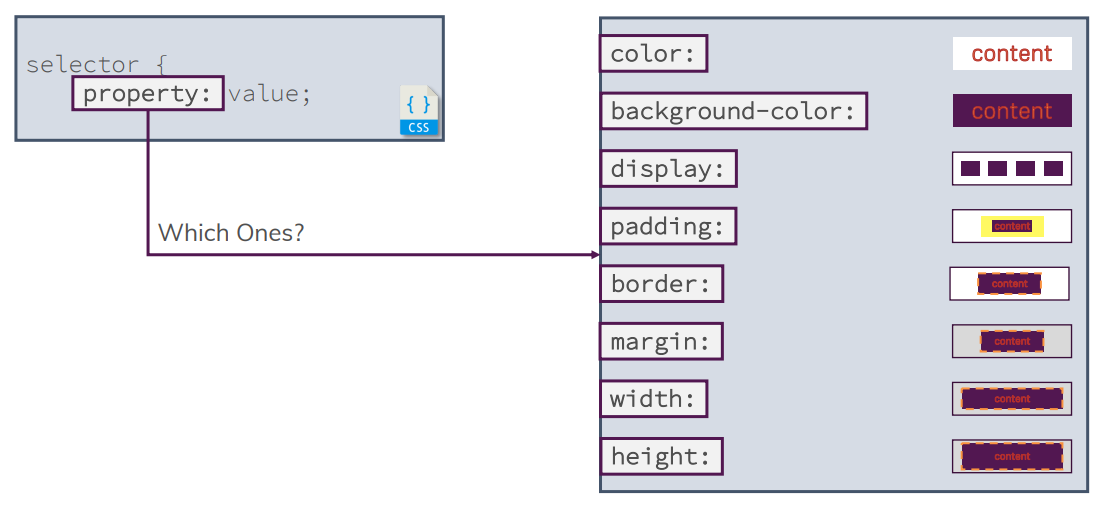 selector {
property: value;
{ }
CSS
Which Ones?
color: content
background-color: content
display:
padding: content
border: content
margin: content
width: content
height: content